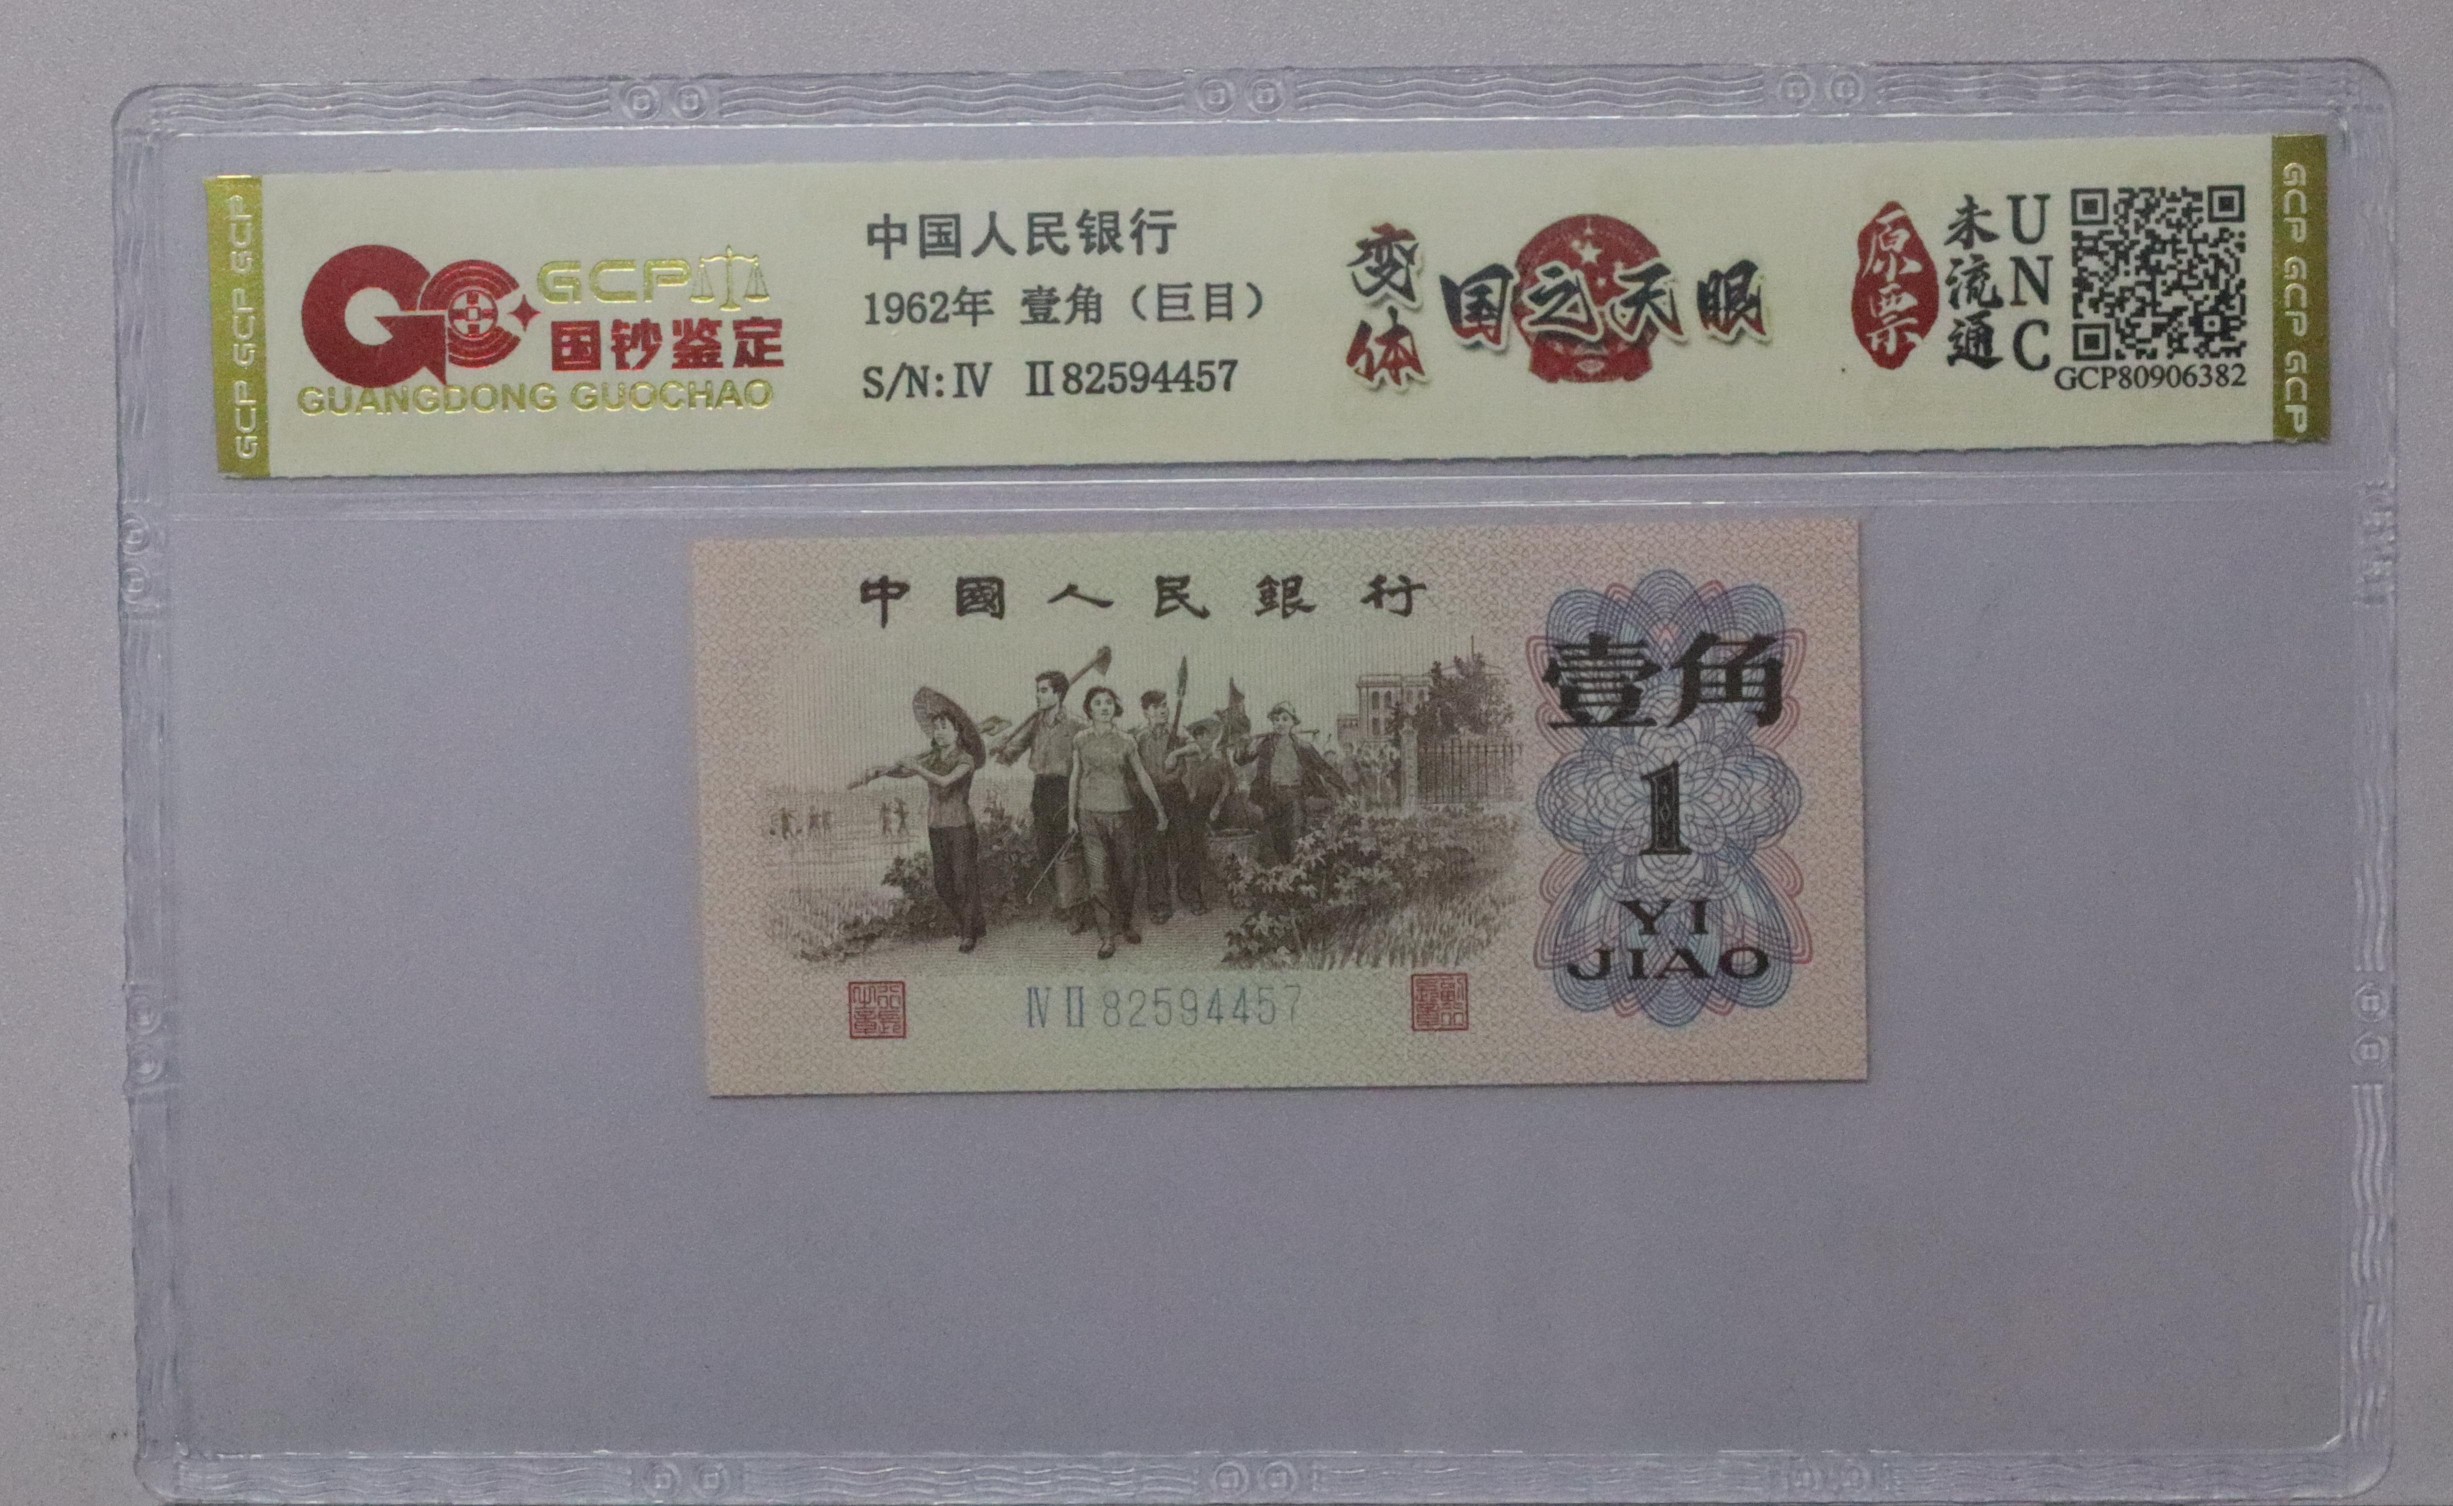 GCP GCP GCP
GCP
国钞鉴定
GUANGDONG GUOCHAO
中国人民银行
1962年 壹角（巨目）
S/N:IV II82594457
变体
国之天眼
原票
未流通
UNC
GCP80906382
GCP GCP GCP
中國人民銀行
壹角
1
YI
JIAO
IV II 82594457